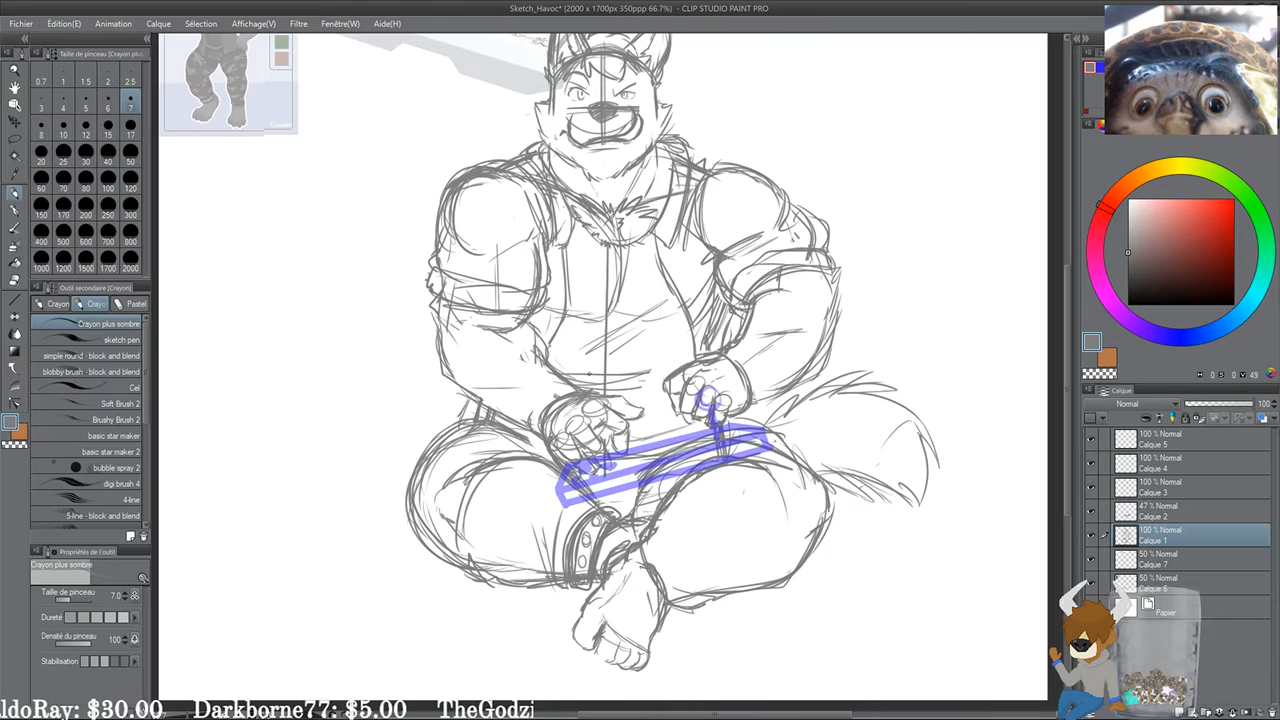 Sketch_Havoc* (2000 x 1700px 350ppp 66.7%) - CLIP STUDIO PAINT PRO
Fichier Édition(E) Animation Calque Sélection Affichage(V) Filtre Fenêtre(W) Aide(H)
Taille de pinceau [Crayon plus
0.7 1 1.5 2 2.5
3 4 5 6 7
8 10 12 15 17
20 25 30 40 50
60 70 80 100 120
150 170 200 250 300
400 500 600 700 800
1000 1200 1500 1700 2000
Outil secondaire [Crayon]
Crayon Crayo Pastel
Crayon plus sombre
sketch pen
simple round - block and blend
blobby brush - block and blend
Cel
Soft Brush 2
Brushy Brush 2
basic star maker
basic star maker 2
bubble spray 2
digi brush 4
4-line
5-line - block and blend
Propriétés de l'outil
Crayon plus sombre
Taille de pinceau 7.0
Dureté
Densité du pinceau 100
Stabilisation
H 0 S 0 V 49
Calque
Normal 100
100 % Normal
Calque 5
100 % Normal
Calque 4
100 % Normal
Calque 3
47 % Normal
Calque 2
100 % Normal
Calque 1
50 % Normal
Calque 7
50 % Normal
Calque 6
Papier
ldoRay: $30.00 Darkborne77: $5.00 TheGodzi